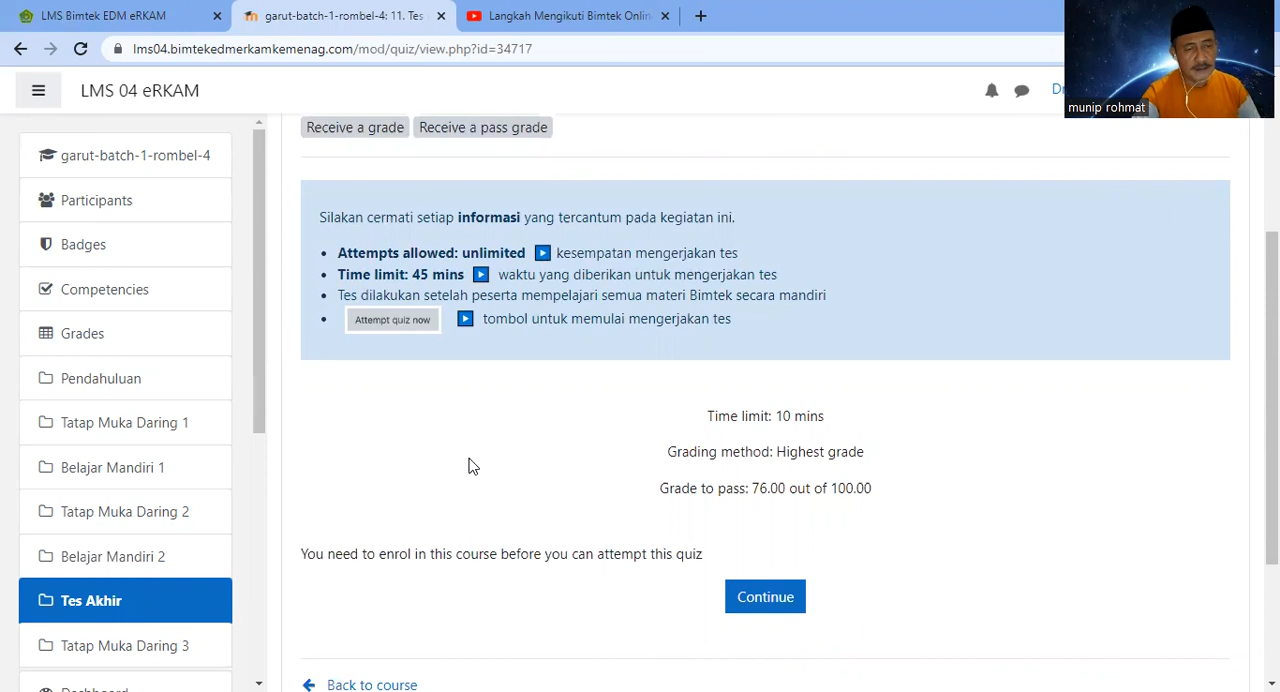 LMS Bimtek EDM eRKAM
garut-batch-1-rombel-4: 11. Tes
Langkah Mengikuti Bimtek Onlin
lms04.bimtekedmerkamkemenag.com/mod/quiz/view.php?id=34717
LMS 04 eRKAM
munip rohmat
garut-batch-1-rombel-4
Participants
Badges
Competencies
Grades
Pendahuluan
Tatap Muka Daring 1
Belajar Mandiri 1
Tatap Muka Daring 2
Belajar Mandiri 2
Tes Akhir
Tatap Muka Daring 3
Receive a grade Receive a pass grade
Silakan cermati setiap informasi yang tercantum pada kegiatan ini.
• Attempts allowed: unlimited kesempatan mengerjakan tes
• Time limit: 45 mins waktu yang diberikan untuk mengerjakan tes
• Tes dilakukan setelah peserta mempelajari semua materi Bimtek secara mandiri
• Attempt quiz now tombol untuk memulai mengerjakan tes
Time limit: 10 mins
Grading method: Highest grade
Grade to pass: 76.00 out of 100.00
You need to enrol in this course before you can attempt this quiz
Continue
Back to course